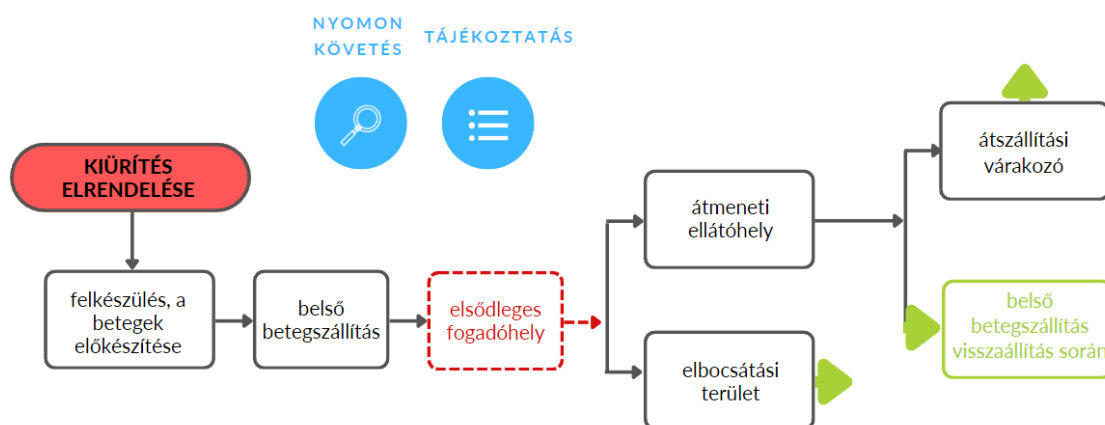 NYOMON
KÖVETÉS
TÁJÉKOZTATÁS
KIÜRÍTÉS
ELRENDELÉSE
felkészülés, a
betegek
előkészítése
belső
betegszállítás
elsődleges
fogadóhely
átmeneti
ellátóhely
elbocsátási
terület
átszállítási
várakozó
belső
betegszállítás
visszaállítás során